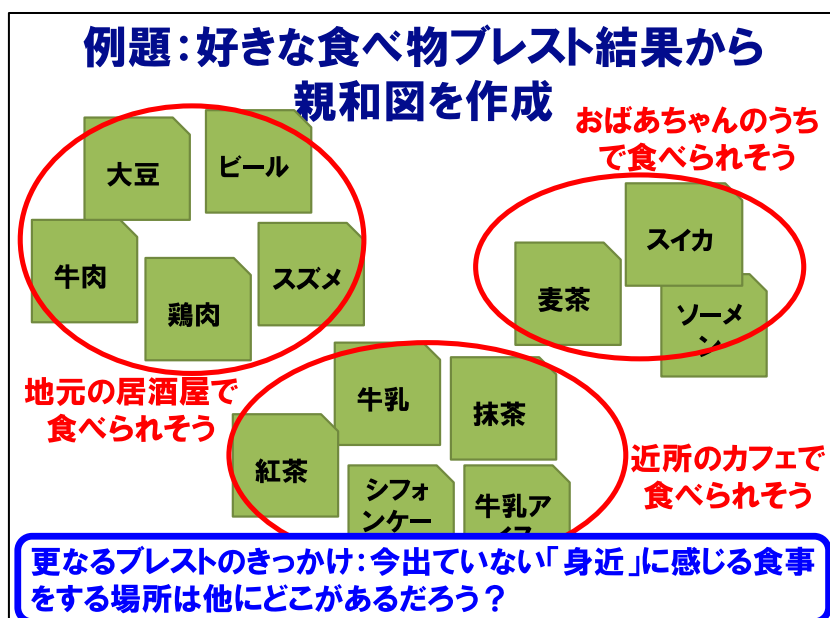 例題：好きな食べ物ブレスト結果から
親和図を作成
おばあちゃんのうち
で食べられそう
大豆
ビール
スイカ
牛肉
鶏肉
スズメ
麦茶
ソーメ
ン
地元の居酒屋で
食べられそう
牛乳
抹茶
紅茶
シフォ
ンケー
牛乳ア
近所のカフェで
食べられそう
更なるブレストのきっかけ：今出ていない「身近」に感じる食事
をする場所は他にどこがあるだろう？